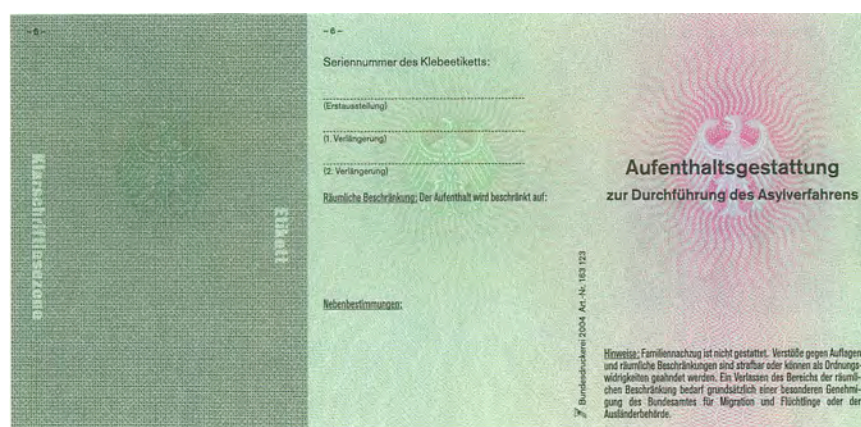 – 6 –
Klarschriftlesezone
Etikett
– 6 –
Seriennummer des Klebeetiketts:
(Erstausstellung)
(1. Verlängerung)
(2. Verlängerung)
Räumliche Beschränkung: Der Aufenthalt wird beschränkt auf:
Nebenbestimmungen:
Bundesdruckerei 2004 Art.-Nr. 163 123
Aufenthaltsgestattung
zur Durchführung des Asylverfahrens
Hinweise: Familiennachzug ist nicht gestattet. Verstöße gegen Auflagen
und räumliche Beschränkungen sind strafbar oder können als Ordnungs-
widrigkeiten geahndet werden. Ein Verlassen des Bereichs der räumli-
chen Beschränkung bedarf grundsätzlich einer besonderen Genehmi-
gung des Bundesamtes für Migration und Flüchtlinge oder der
Ausländerbehörde.